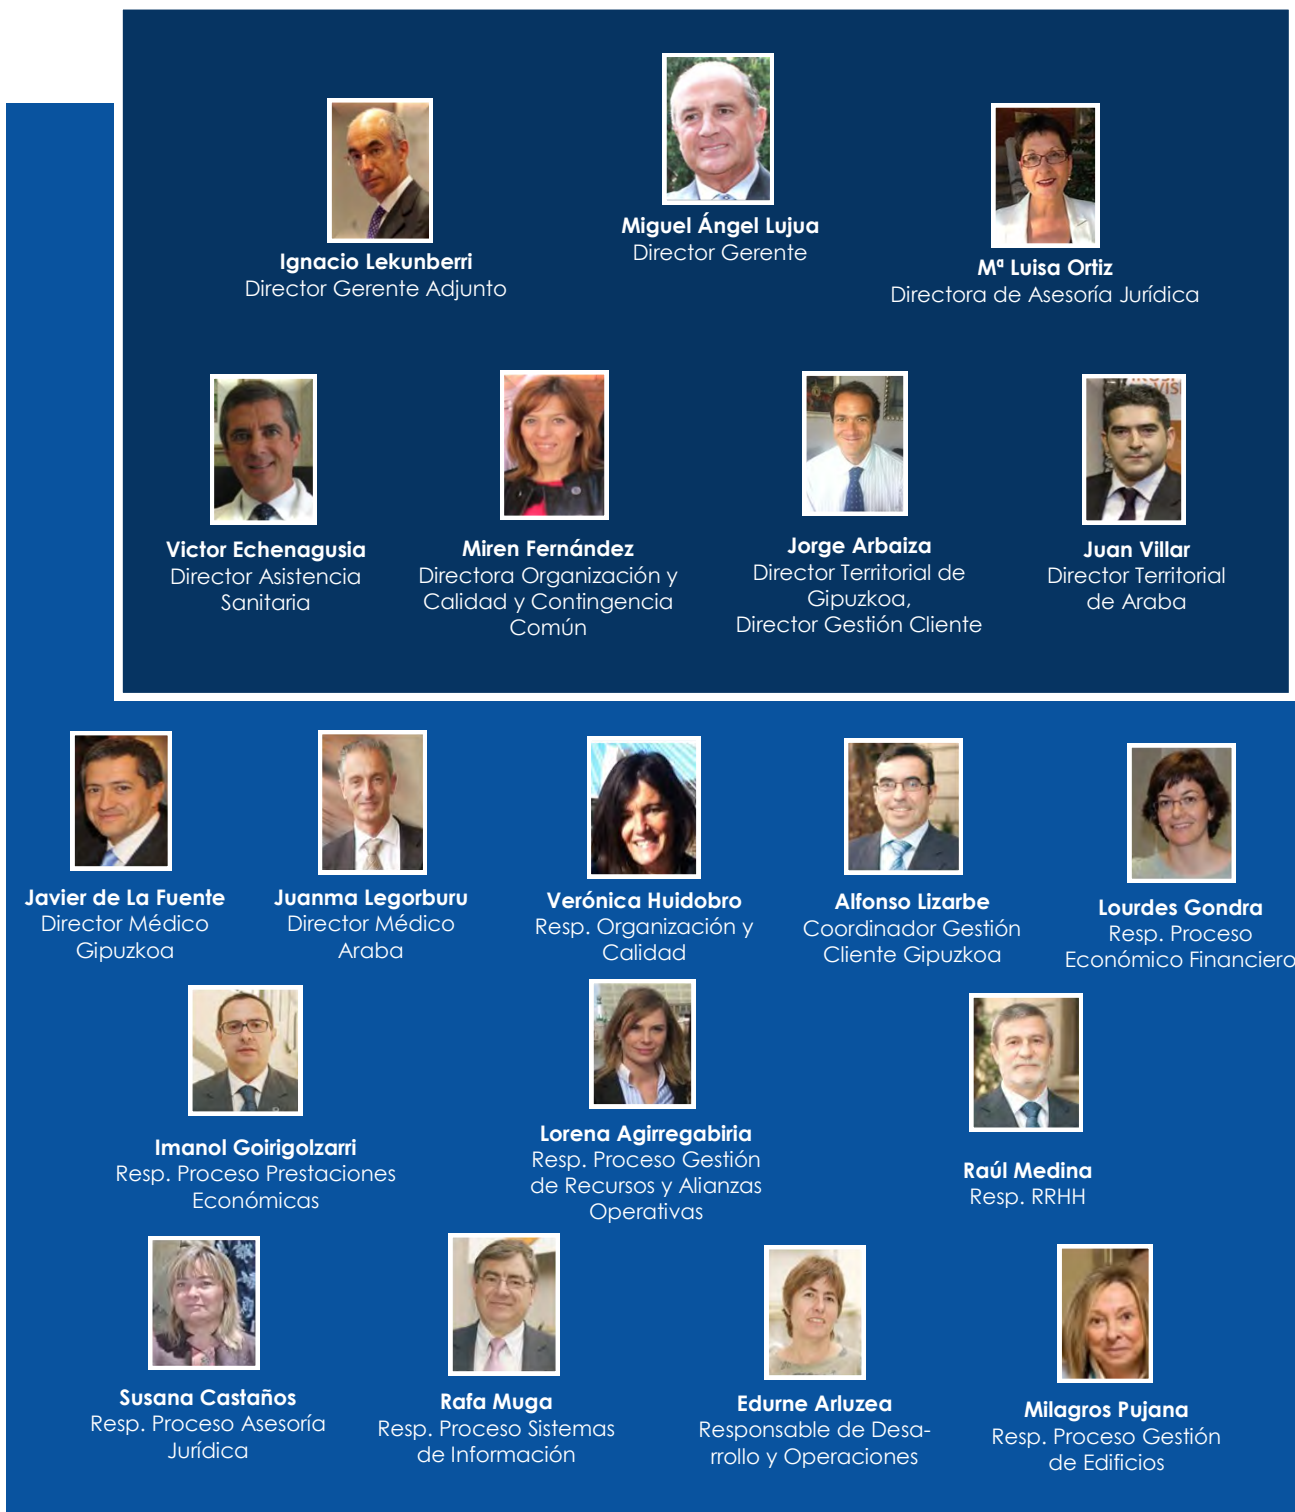 Miguel Ángel Lujua
Director Gerente
Ignacio Lekunberri
Director Gerente Adjunto
Mª Luisa Ortiz
Directora de Asesoría Jurídica
Victor Echenagusia
Director Asistencia
Sanitaria
Miren Fernández
Directora Organización y
Calidad y Contingencia
Común
Jorge Arbaiza
Director Territorial de
Gipuzkoa,
Director Gestión Cliente
Juan Villar
Director Territorial
de Araba
Javier de La Fuente
Director Médico
Gipuzkoa
Juanma Legorburu
Director Médico
Araba
Verónica Huidobro
Resp. Organización y
Calidad
Alfonso Lizarbe
Coordinador Gestión
Cliente Gipuzkoa
Lourdes Gondra
Resp. Proceso
Económico Financiero
Imanol Goirigolzarri
Resp. Proceso Prestaciones
Económicas
Lorena Agirregabiria
Resp. Proceso Gestión
de Recursos y Alianzas
Operativas
Raúl Medina
Resp. RRHH
Susana Castaños
Resp. Proceso Asesoría
Jurídica
Rafa Muga
Resp. Proceso Sistemas
de Información
Edurne Arluzea
Responsable de Desa-
rrollo y Operaciones
Milagros Pujana
Resp. Proceso Gestión
de Edificios